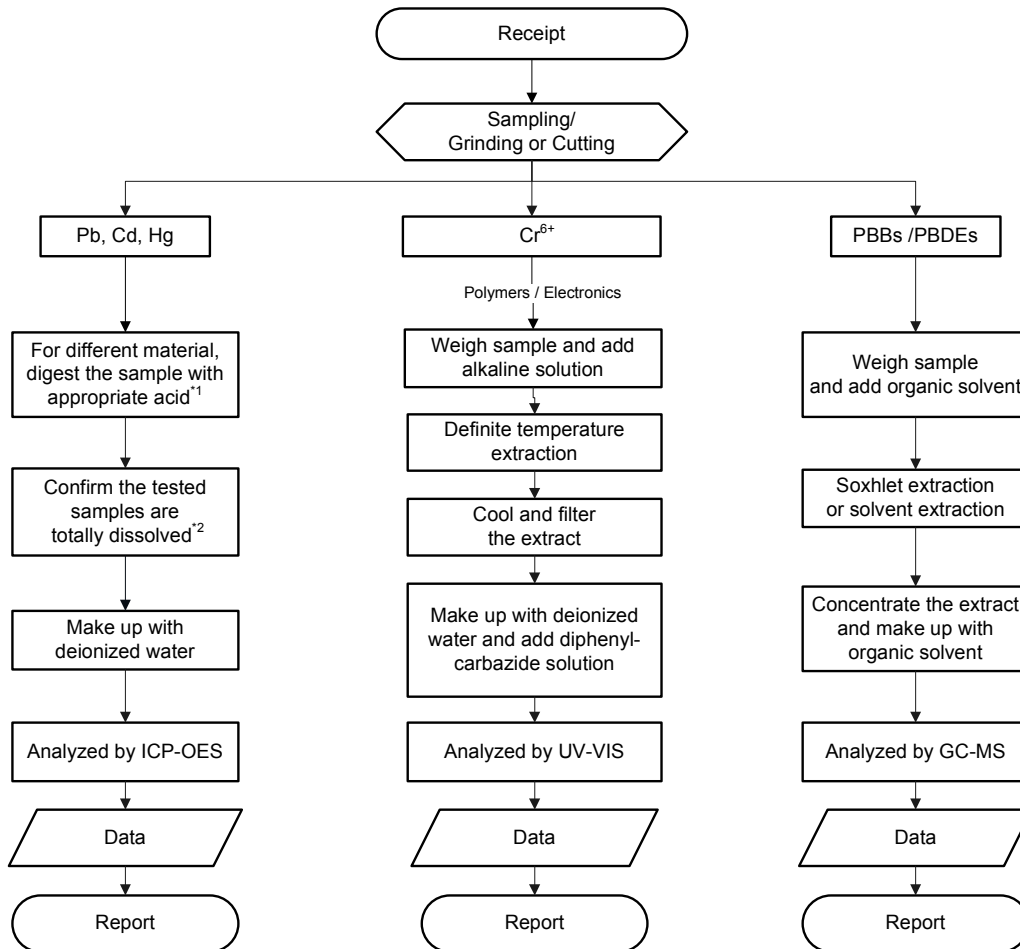 Receipt
Sampling/
Grinding or Cutting
Pb, Cd, Hg
For different material,
digest the sample with
appropriate acid*1
Confirm the tested
samples are
totally dissolved*2
Make up with
deionized water
Analyzed by ICP-OES
Data
Report
Cr6+
Polymers / Electronics
Weigh sample and add
alkaline solution
Definite temperature
extraction
Cool and filter
the extract
Make up with deionized
water and add diphenyl-
carbazide solution
Analyzed by UV-VIS
Data
Report
PBBs /PBDEs
Weigh sample
and add organic solvent
Soxhlet extraction
or solvent extraction
Concentrate the extract
and make up with
organic solvent
Analyzed by GC-MS
Data
Report